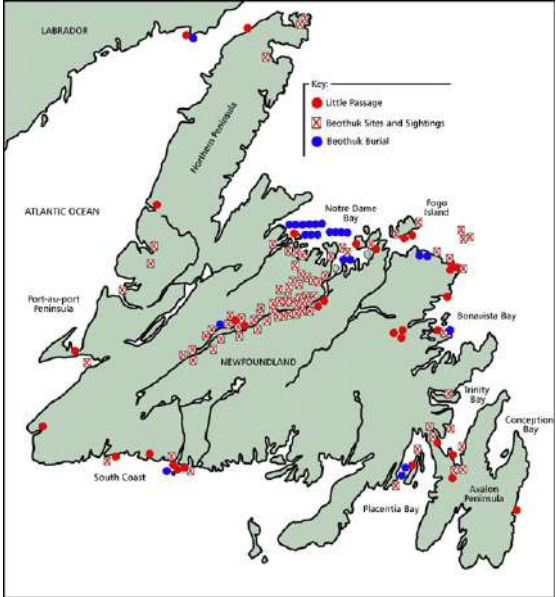 LABRADOR
Key:
Little Passage
Beothuk Sites and Sightings
Beothuk Burial
Northern Peninsula
ATLANTIC OCEAN
Notre Dame
Bay
Fogo
Island
Port-au-port
Peninsula
Bonavista Bay
NEWFOUNDLAND
Trinity
Bay
Conception
Bay
South Coast
Avalon
Peninsula
Placentia Bay